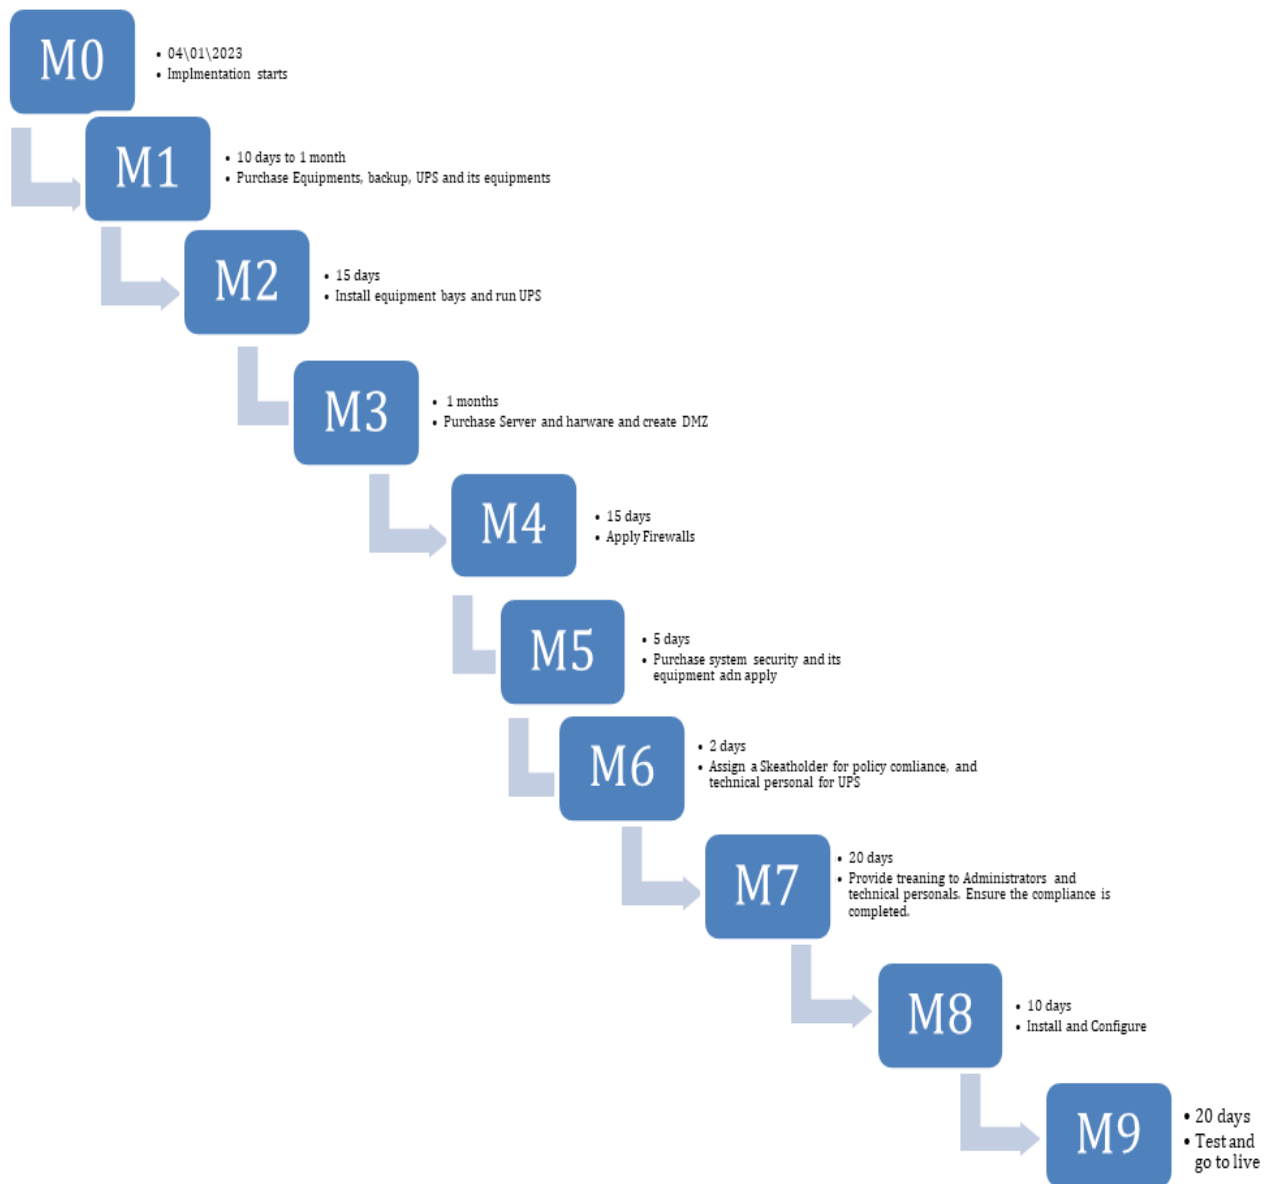 M0
• 04\01\2023
• Implmentation starts
M1
• 10 days to 1 month
• Purchase Equipments, backup, UPS and its equipments
M2
• 15 days
• Install equipment bays and run UPS
M3
• 1 months
• Purchase Server and harware and create DMZ
M4
• 15 days
• Apply Firewalls
M5
• 5 days
• Purchase system security and its
equipment adn apply
M6
• 2 days
• Assign a Skeatholder for policy comliance, and
technical personal for UPS
M7
• 20 days
• Provide treaning to Administrators and
technical personals. Ensure the compliance is
completed.
M8
• 10 days
• Install and Configure
M9
• 20 days
• Test and
go to live